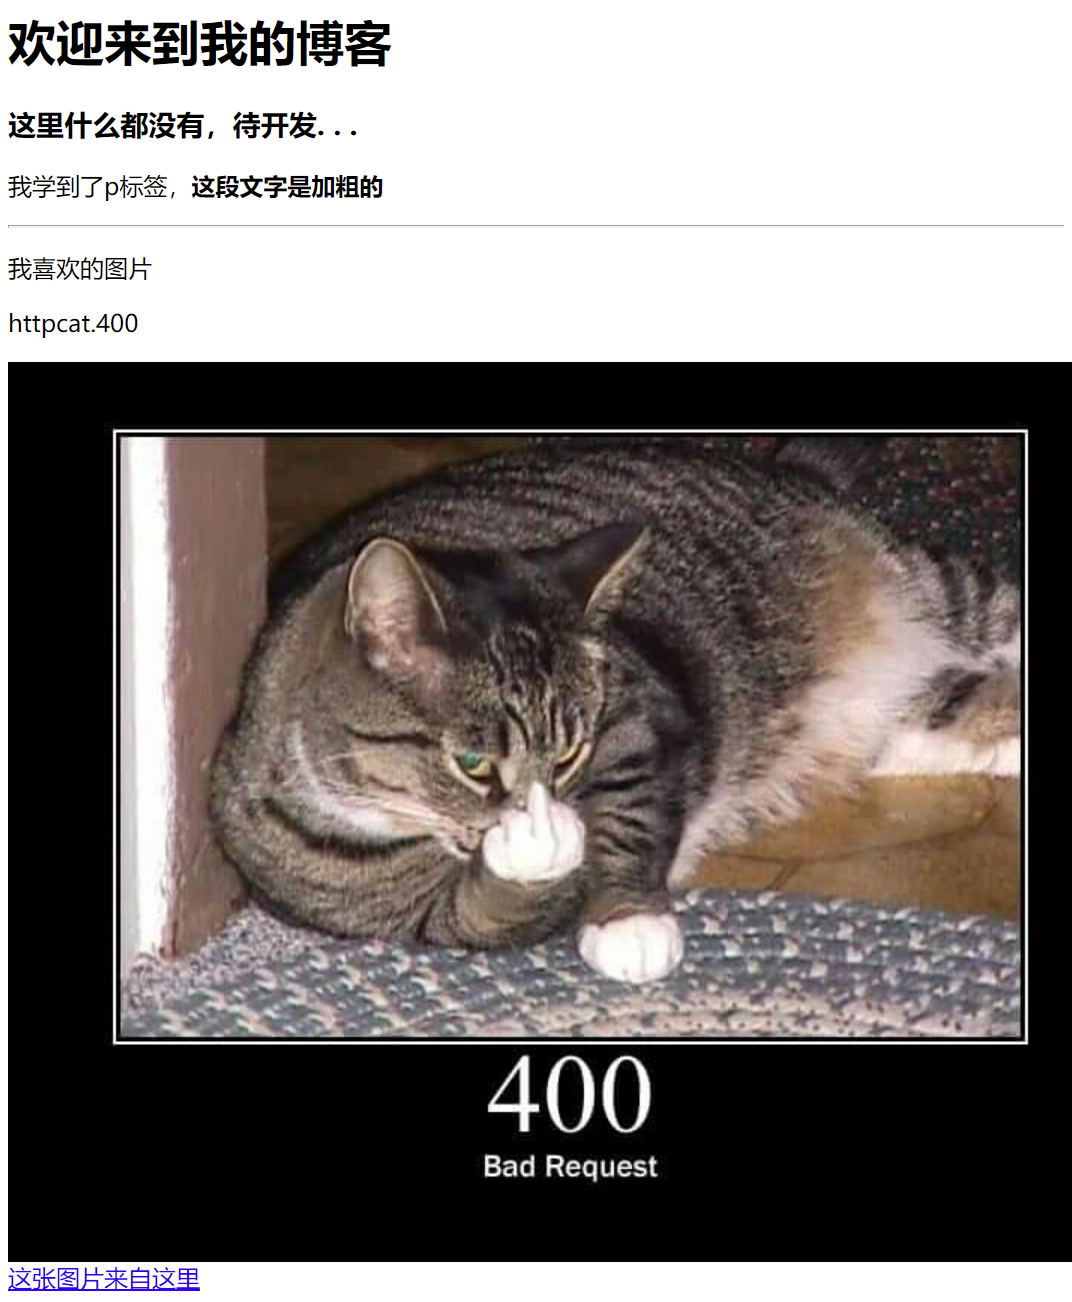 欢迎来到我的博客
这里什么都没有，待开发. . .
我学到了p标签，这段文字是加粗的
我喜欢的图片
httpcat.400
400
Bad Request
这张图片来自这里